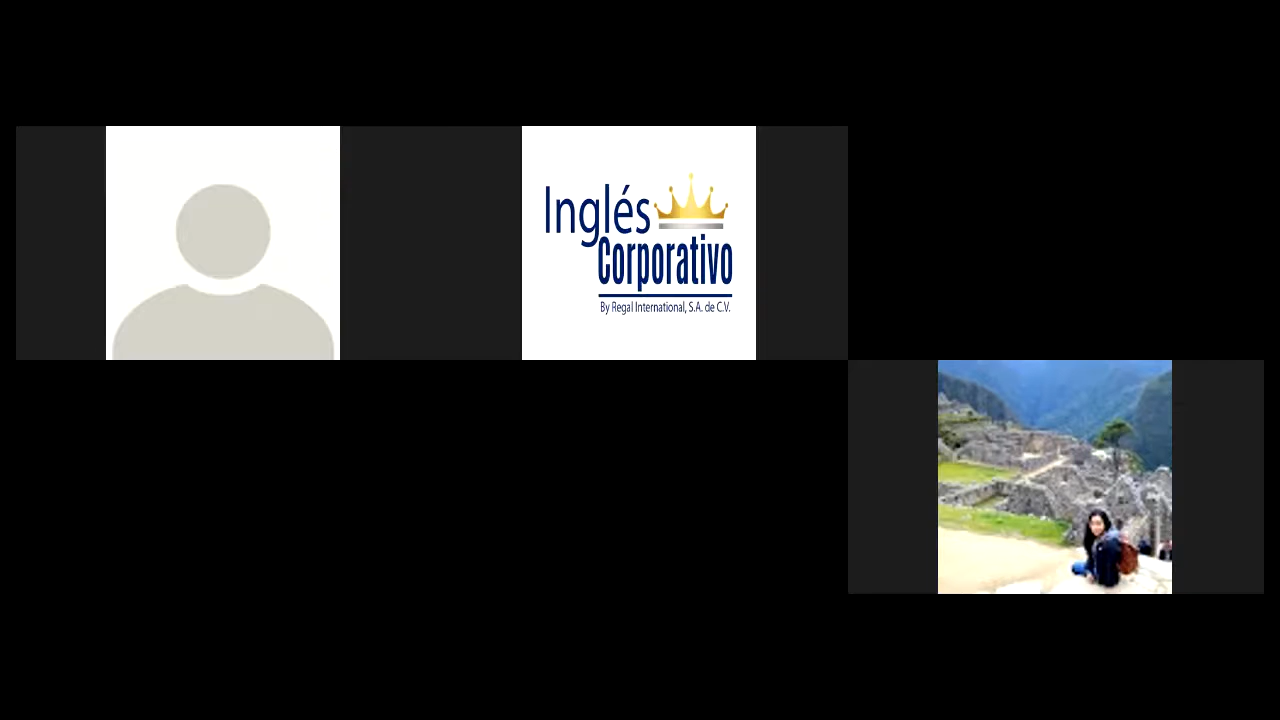 Inglés
Corporativo
By Regal International, S.A. de C.V.